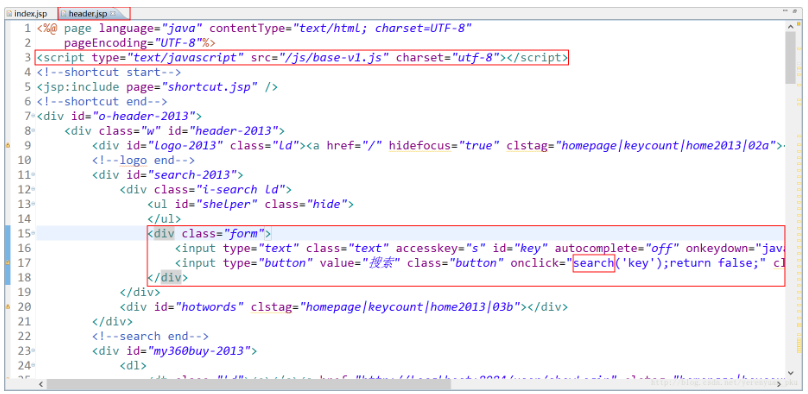 index.jsp header.jsp
1 <%@ page language="java" contentType="text/html; charset=UTF-8"
2 pageEncoding="UTF-8"%>
3 <script type="text/javascript" src="/js/base-v1.js" charset="utf-8"></script>
4 <!--shortcut start-->
5 <jsp:include page="shortcut.jsp" />
6 <!--shortcut end-->
7 <div id="o-header-2013">
8 <div class="w" id="header-2013">
9 <div id="logo-2013" class="ld"><a href="/" hidefocus="true" clstag="homepage|keycount|home2013|02a">
10 <!--logo end-->
11 <div id="search-2013">
12 <div class="i-search ld">
13 <ul id="shelper" class="hide">
14 </ul>
15 <div class="form">
16 <input type="text" class="text" accesskey="s" id="key" autocomplete="off" onkeydown="jav
17 <input type="button" value="搜索" class="button" onclick="search('key');return false;" cl
18 </div>
19 </div>
20 <div id="hotwords" clstag="homepage|keycount|home2013|03b"></div>
21 </div>
22 <!--search end-->
23 <div id="my360buy-2013">
24 <dl>